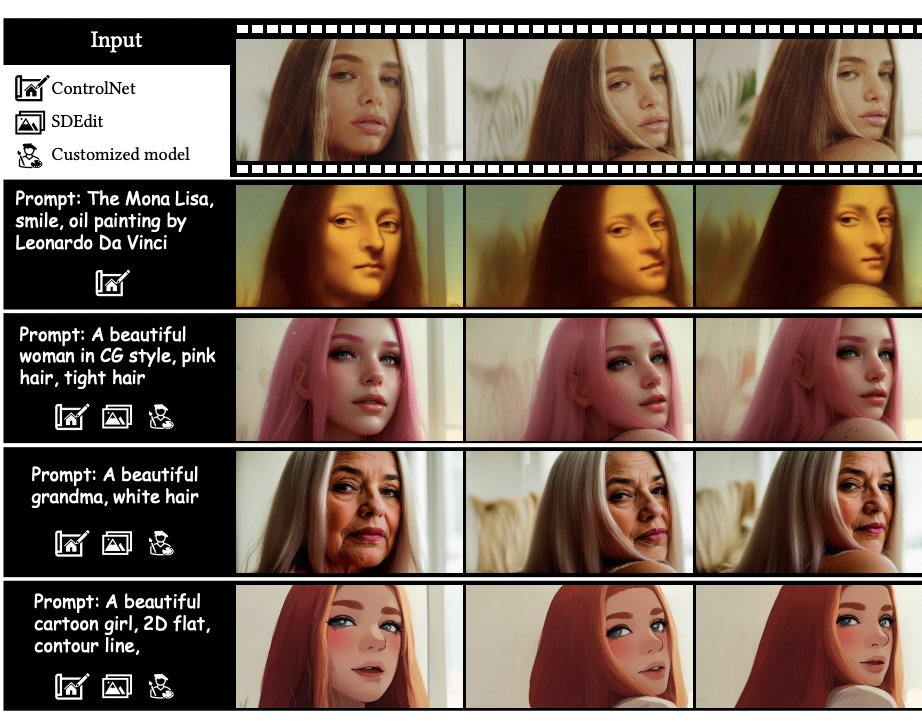 Input
ControlNet
SDEdit
Customized model
Prompt: The Mona Lisa,
smile, oil painting by
Leonardo Da Vinci
Prompt: A beautiful
woman in CG style, pink
hair, tight hair
Prompt: A beautiful
grandma, white hair
Prompt: A beautiful
cartoon girl, 2D flat,
contour line,